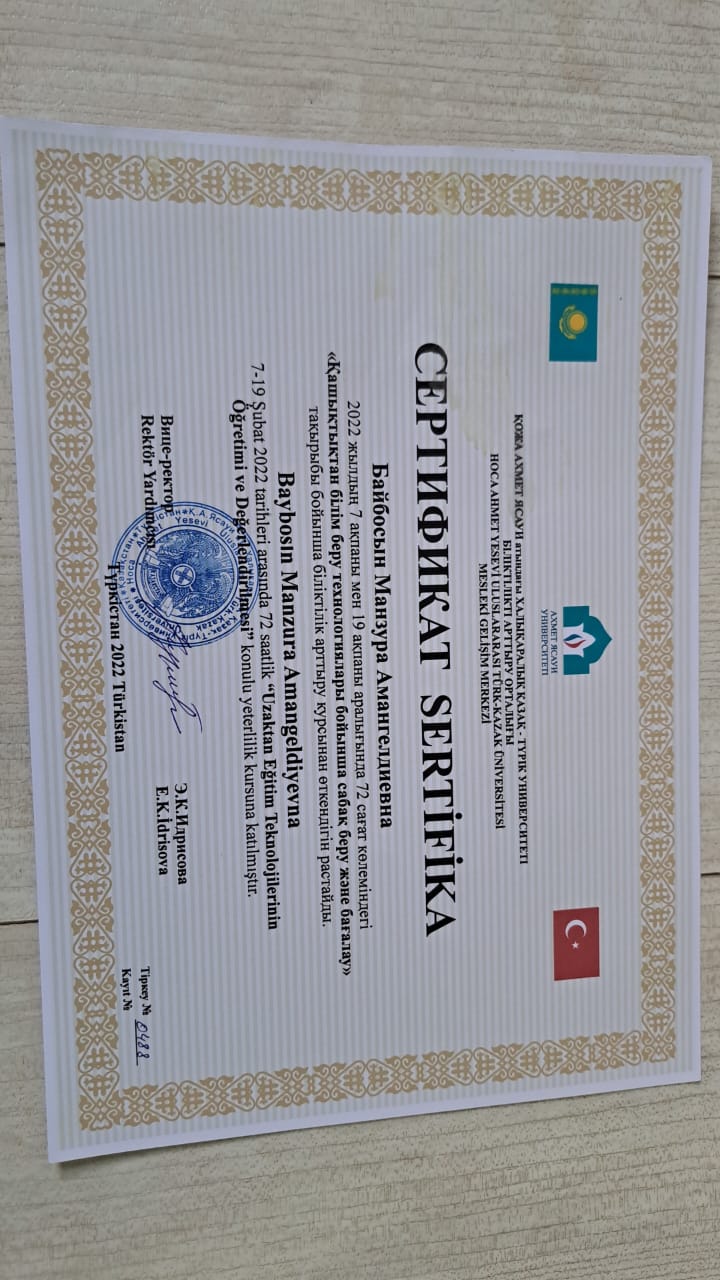 АХМЕТ ЯСАУИ
УНИВЕРСИТЕТІ
ҚОЖА АХМЕТ ЯСАУИ атындағы ХАЛЫҚАРАЛЫҚ ҚАЗАҚ - ТҮРІК УНИВЕРСИТЕТІ
БІЛІКТІЛІКТІ АРТТЫРУ ОРТАЛЫҒЫ
HOCA AHMET YESEVİ ULUSLARARASI TÜRK-KAZAK ÜNİVERSİTESİ
MESLEKİ GELİŞİM MERKEZİ
СЕРТИФИКАТ SERTİFİKA
Байбосын Манзура Амангелдиевна
2022 жылдың 7 ақпаны мен 19 ақпаны аралығында 72 сағат көлеміндегі
«Қашықтықтан білім беру технологиялары бойынша сабақ беру және бағалау»
тақырыбы бойынша біліктілік арттыру курсынан өткендігін растайды.
Baybosın Manzura Amangeldiyevna
7-19 Şubat 2022 tarihleri arasında 72 saatlik “Uzaktan Eğitim Teknolojilerinin
Öğretimi ve Değerlendirilmesi” konulu yeterlilik kursuna katılmıştır.
Вице-ректор Э.К.Идрисова
Rektör Yardımcısı E.K.İdrisova
Түркістан 2022 Türkistan
Тіркеу №
Kayıt № 0488